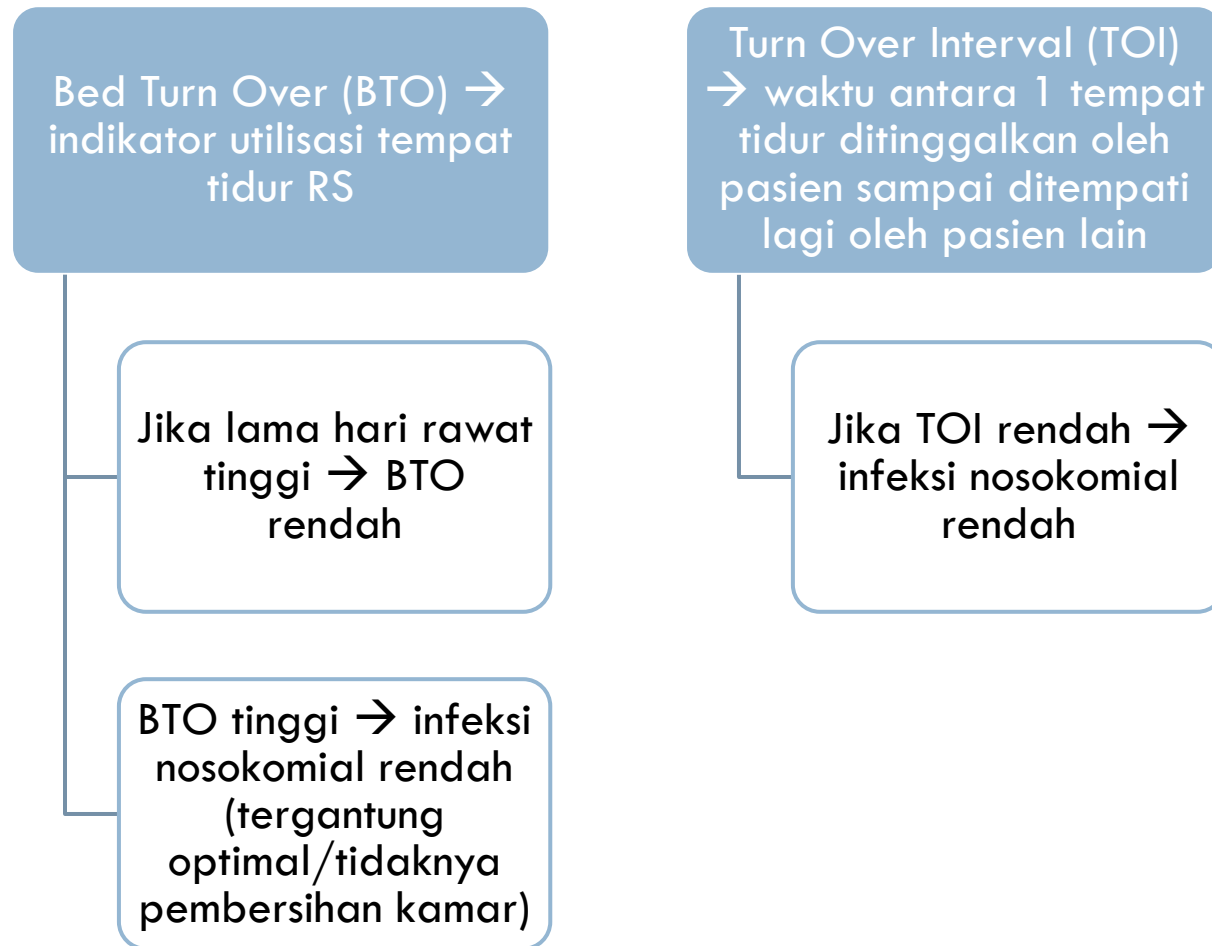 Bed Turn Over (BTO) →
indikator utilisasi tempat
tidur RS
Jika lama hari rawat
tinggi → BTO
rendah
BTO tinggi → infeksi
nosokomial rendah
(tergantung
optimal/tidaknya
pembersihan kamar)
Turn Over Interval (TOI)
→ waktu antara 1 tempat
tidur ditinggalkan oleh
pasien sampai ditempati
lagi oleh pasien lain
Jika TOI rendah →
infeksi nosokomial
rendah